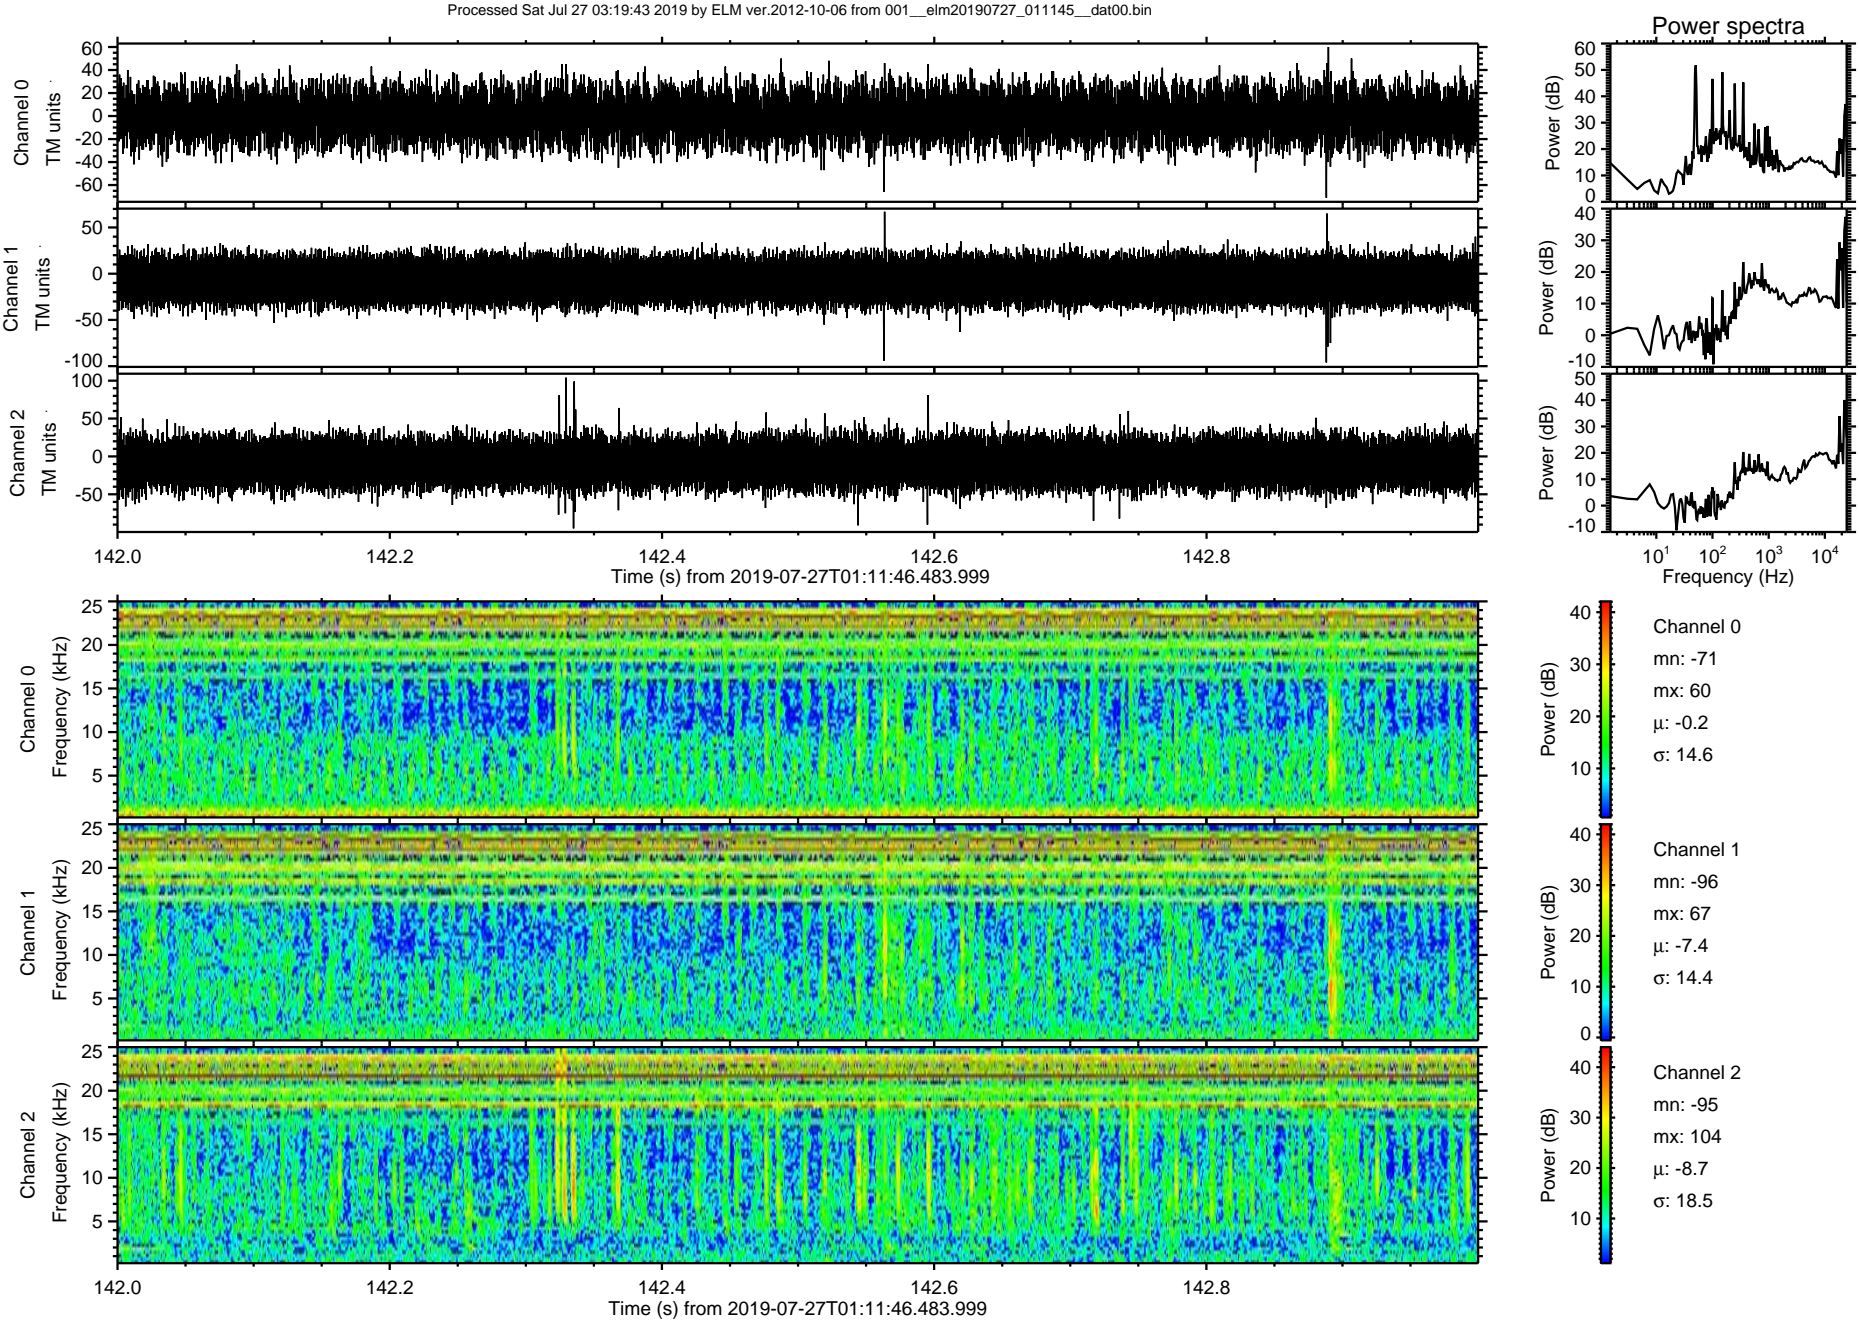 Processed Sat Jul 27 03:19:43 2019 by ELM ver.2012-10-06 from 001__elm20190727_011145__dat00.bin
Power spectra
Channel 0
TM units
60
40
20
0
-20
-40
-60
Power (dB)
60
50
40
30
20
10
0
Channel 1
TM units
50
0
-50
-100
Power (dB)
40
30
20
10
0
-10
Channel 2
TM units
100
50
0
-50
Power (dB)
50
40
30
20
10
0
-10
142.0
142.2
142.4
142.6
142.8
Time (s) from 2019-07-27T01:11:46.483.999
10^1
10^2
10^3
10^4
Frequency (Hz)
Channel 0
Frequency (kHz)
25
20
15
10
5
Power (dB)
40
30
20
10
Channel 0
mn: -71
mx: 60
μ: -0.2
σ: 14.6
Channel 1
Frequency (kHz)
25
20
15
10
5
Power (dB)
40
30
20
10
0
Channel 1
mn: -96
mx: 67
μ: -7.4
σ: 14.4
Channel 2
Frequency (kHz)
25
20
15
10
5
Power (dB)
40
30
20
10
Channel 2
mn: -95
mx: 104
μ: -8.7
σ: 18.5
142.0
142.2
142.4
142.6
142.8
Time (s) from 2019-07-27T01:11:46.483.999